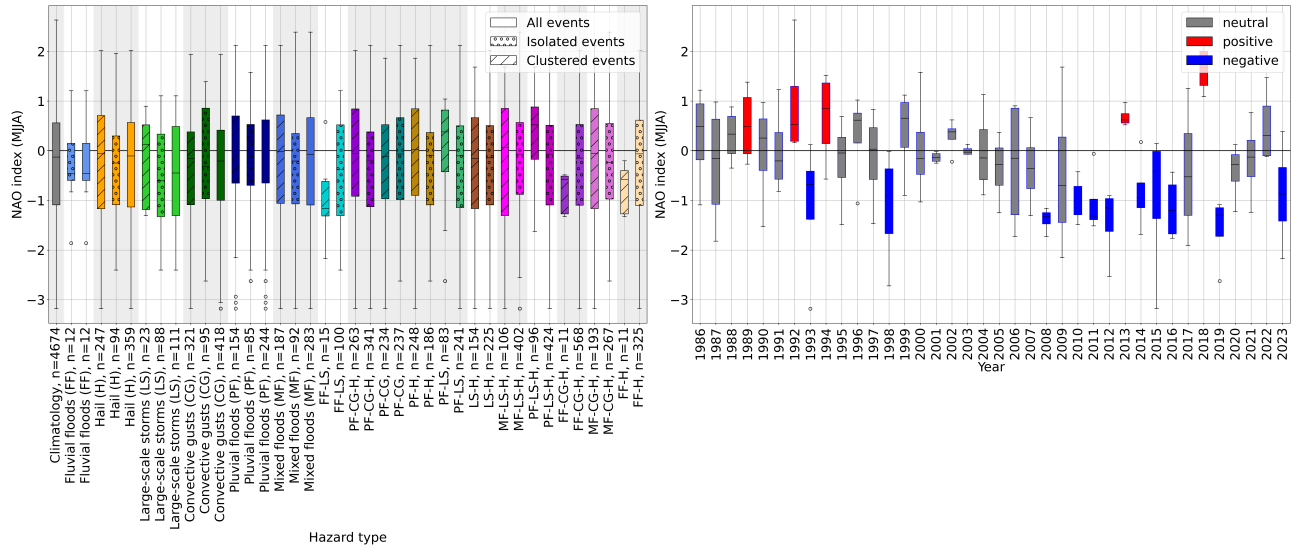 NAO index (MJJA)
2
1
0
−1
−2
−3
All events
Isolated events
Clustered events
Climatology, n=4674
Fluvial floods (FF), n=12
Fluvial floods (FF), n=12
Hail (H), n=247
Hail (H), n=94
Hail (H), n=359
Large-scale storms (LS), n=23
Large-scale storms (LS), n=88
Large-scale storms (LS), n=111
Convective gusts (CG), n=321
Convective gusts (CG), n=95
Convective gusts (CG), n=418
Pluvial floods (PF), n=154
Pluvial floods (PF), n=85
Pluvial floods (PF), n=244
Mixed floods (MF), n=187
Mixed floods (MF), n=92
Mixed floods (MF), n=283
FF-LS, n=15
FF-LS, n=100
PF-CG-H, n=263
PF-CG-H, n=341
PF-CG, n=234
PF-CG, n=237
PF-H, n=248
PF-H, n=186
PF-LS, n=83
PF-LS, n=241
LS-H, n=154
LS-H, n=225
MF-LS-H, n=106
MF-LS-H, n=402
PF-LS-H, n=96
PF-LS-H, n=424
FF-CG-H, n=11
FF-CG-H, n=568
MF-CG-H, n=193
MF-CG-H, n=267
FF-H, n=11
FF-H, n=325
Hazard type
NAO index (MJJA)
2
1
0
−1
−2
−3
neutral
positive
negative
1986
1987
1988
1989
1990
1991
1992
1993
1994
1995
1996
1997
1998
1999
2000
2001
2002
2003
2004
2005
2006
2007
2008
2009
2010
2011
2012
2013
2014
2015
2016
2017
2018
2019
2020
2021
2022
2023
Year